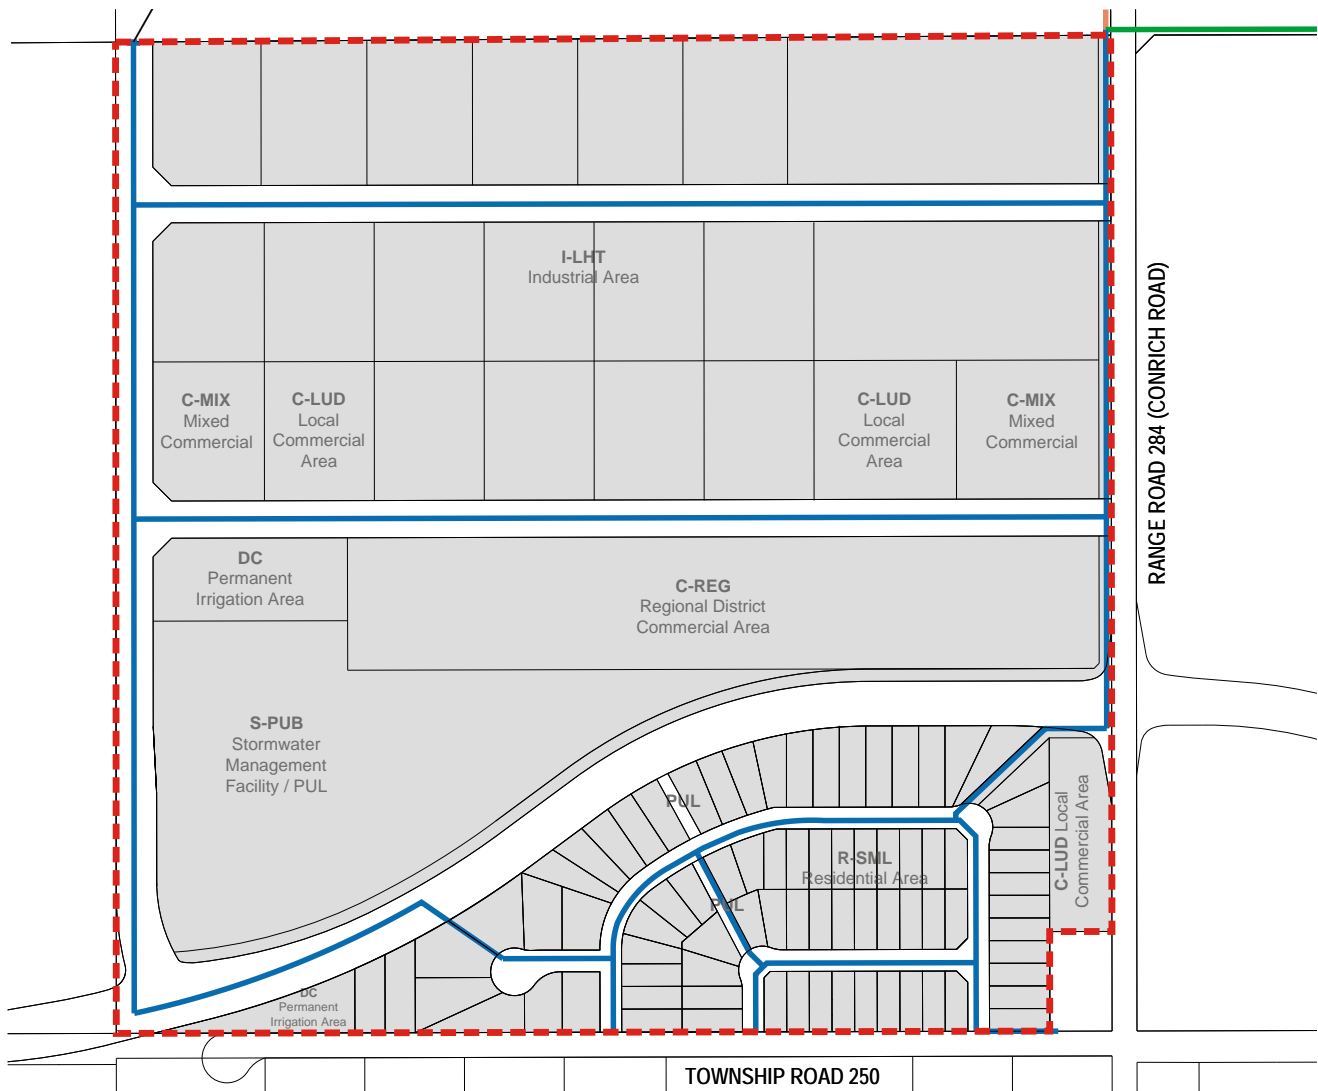 I-LHT
Industrial Area
C-MIX
Mixed
Commercial
C-LUD
Local
Commercial
Area
C-LUD
Local
Commercial
Area
C-MIX
Mixed
Commercial
RANGE ROAD 284 (CONRICH ROAD)
DC
Permanent
Irrigation Area
C-REG
Regional District
Commercial Area
S-PUB
Stormwater
Management
Facility / PUL
PUL
R-SML
Residential Area
C-LUD Local
Commercial Area
PUL
DC
Permanent
Irrigation Area
TOWNSHIP ROAD 250